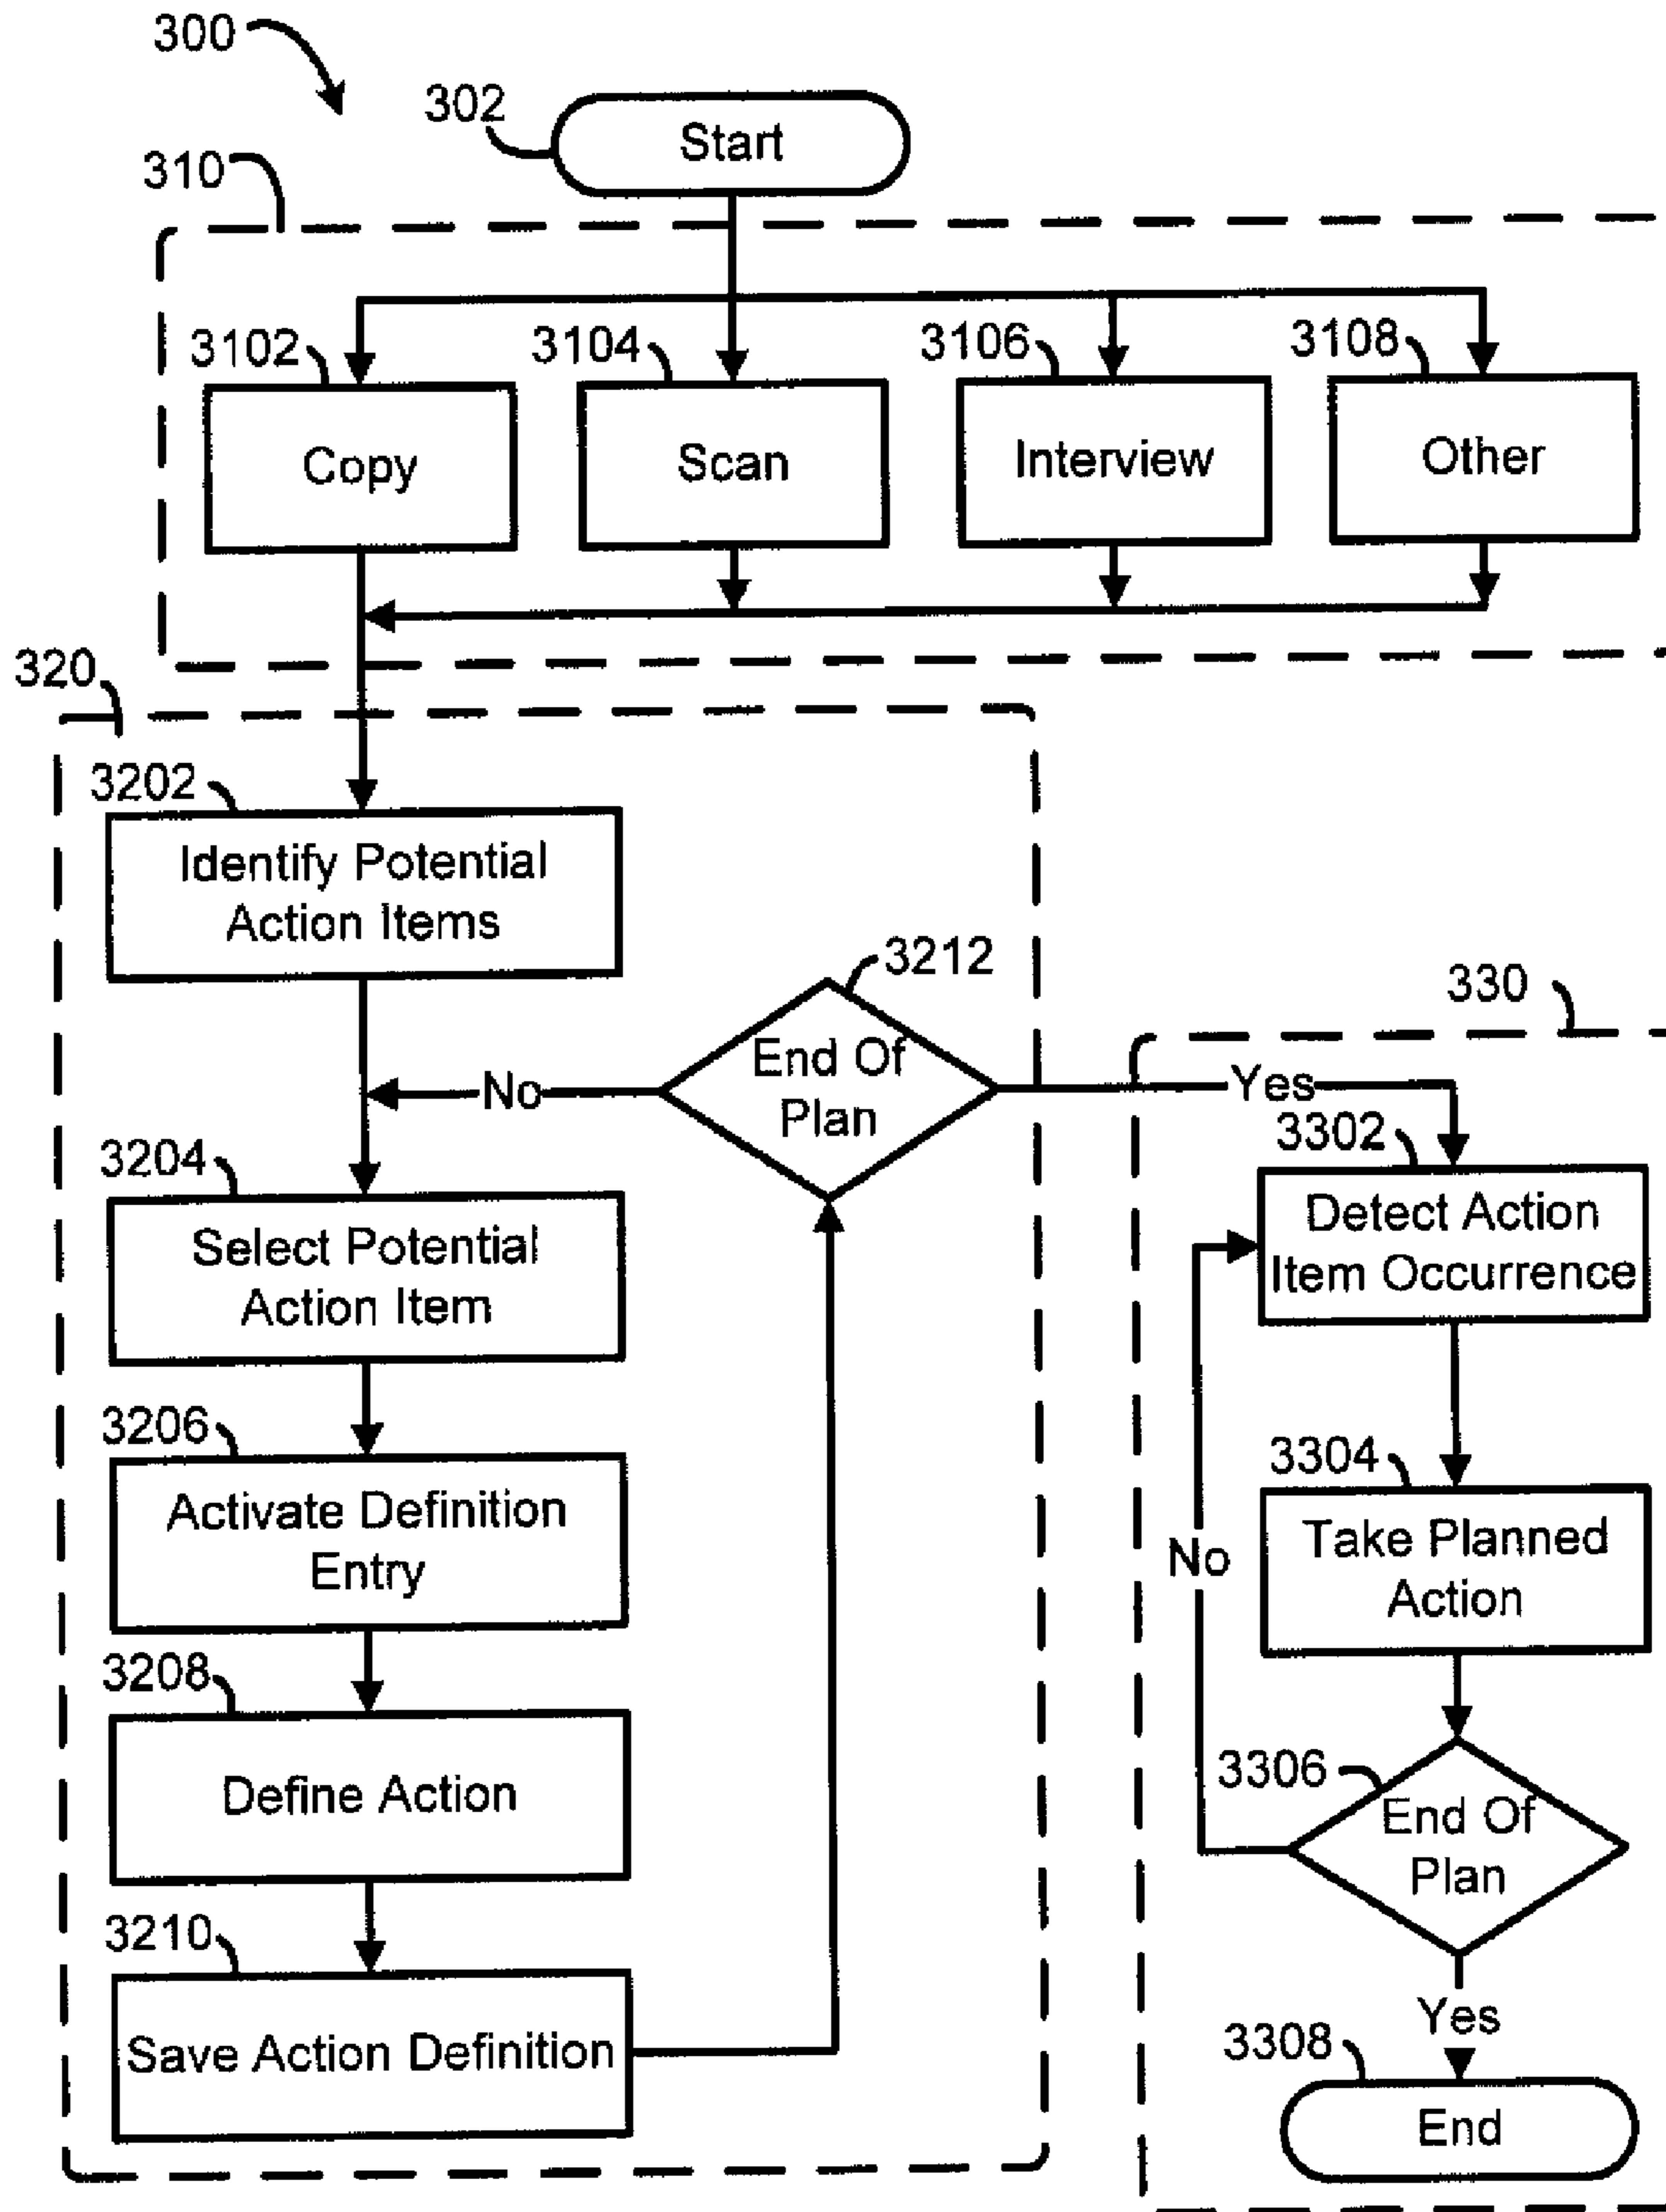 300
302
Start
310
3102
3104
3106
3108
Copy
Scan
Interview
Other
320
3202
Identify Potential
Action Items
3212
End Of
Plan
No
Yes
330
3204
Select Potential
Action Item
3206
Activate Definition
Entry
3208
Define Action
3210
Save Action Definition
3302
Detect Action
Item Occurrence
3304
Take Planned
Action
No
3306
End Of
Plan
Yes
3308
End